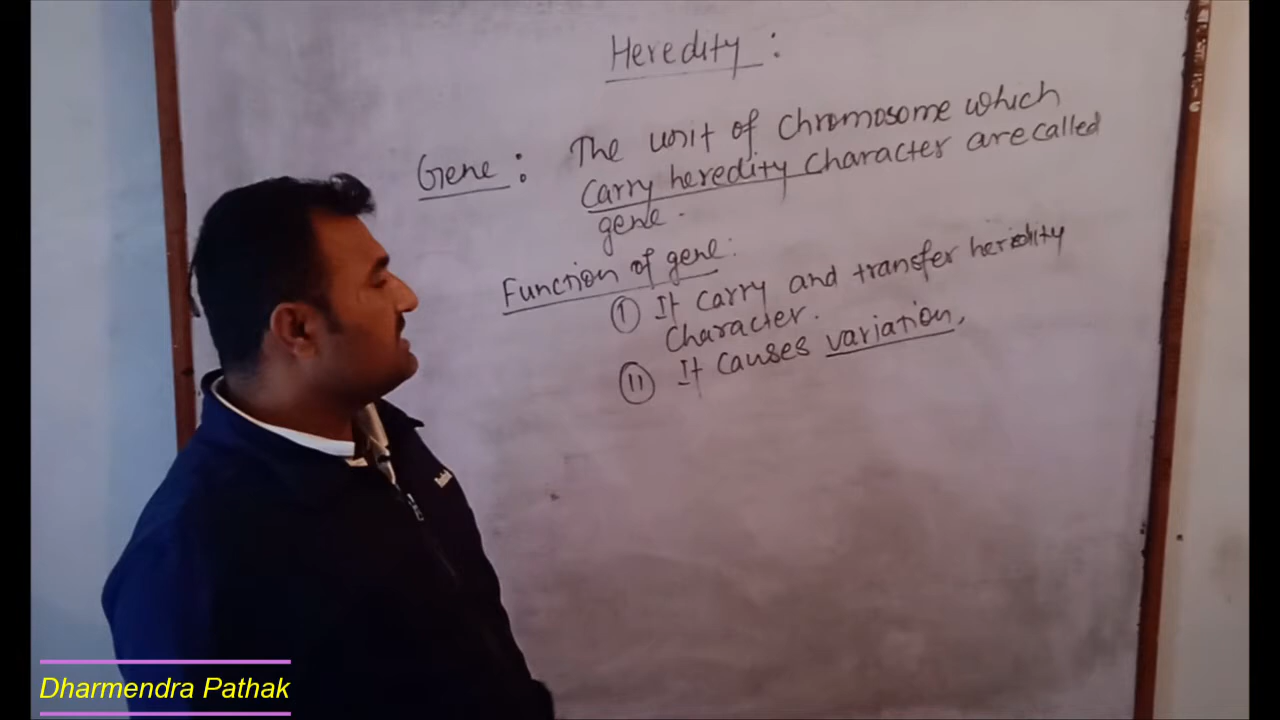 Heredity :
Gene : The unit of chromosome which
carry heredity character are called
gene.
Function of gene:
(I) It carry and transfer heridity
character.
(II) It causes variation,
Dharmendra Pathak